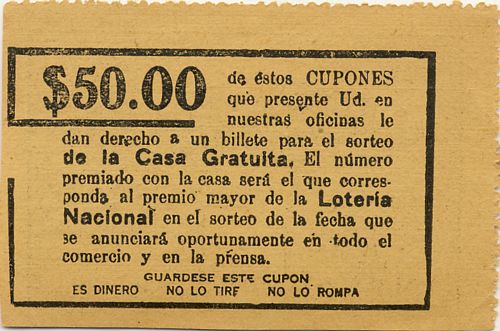 $50.00 de éstos CUPONES
que presente Ud. en
nuestras oficinas le
dan derecho a un billete para el sorteo
de la Casa Gratuita. El número
premiado con la casa será el que corres-
ponda al premio mayor de la Lotería
Nacional en el sorteo de la fecha que
se anunciará oportunamente en todo el
comercio y en la prensa.
GUARDESE ESTE CUPON
ES DINERO NO LO TIRE NO LO ROMPA